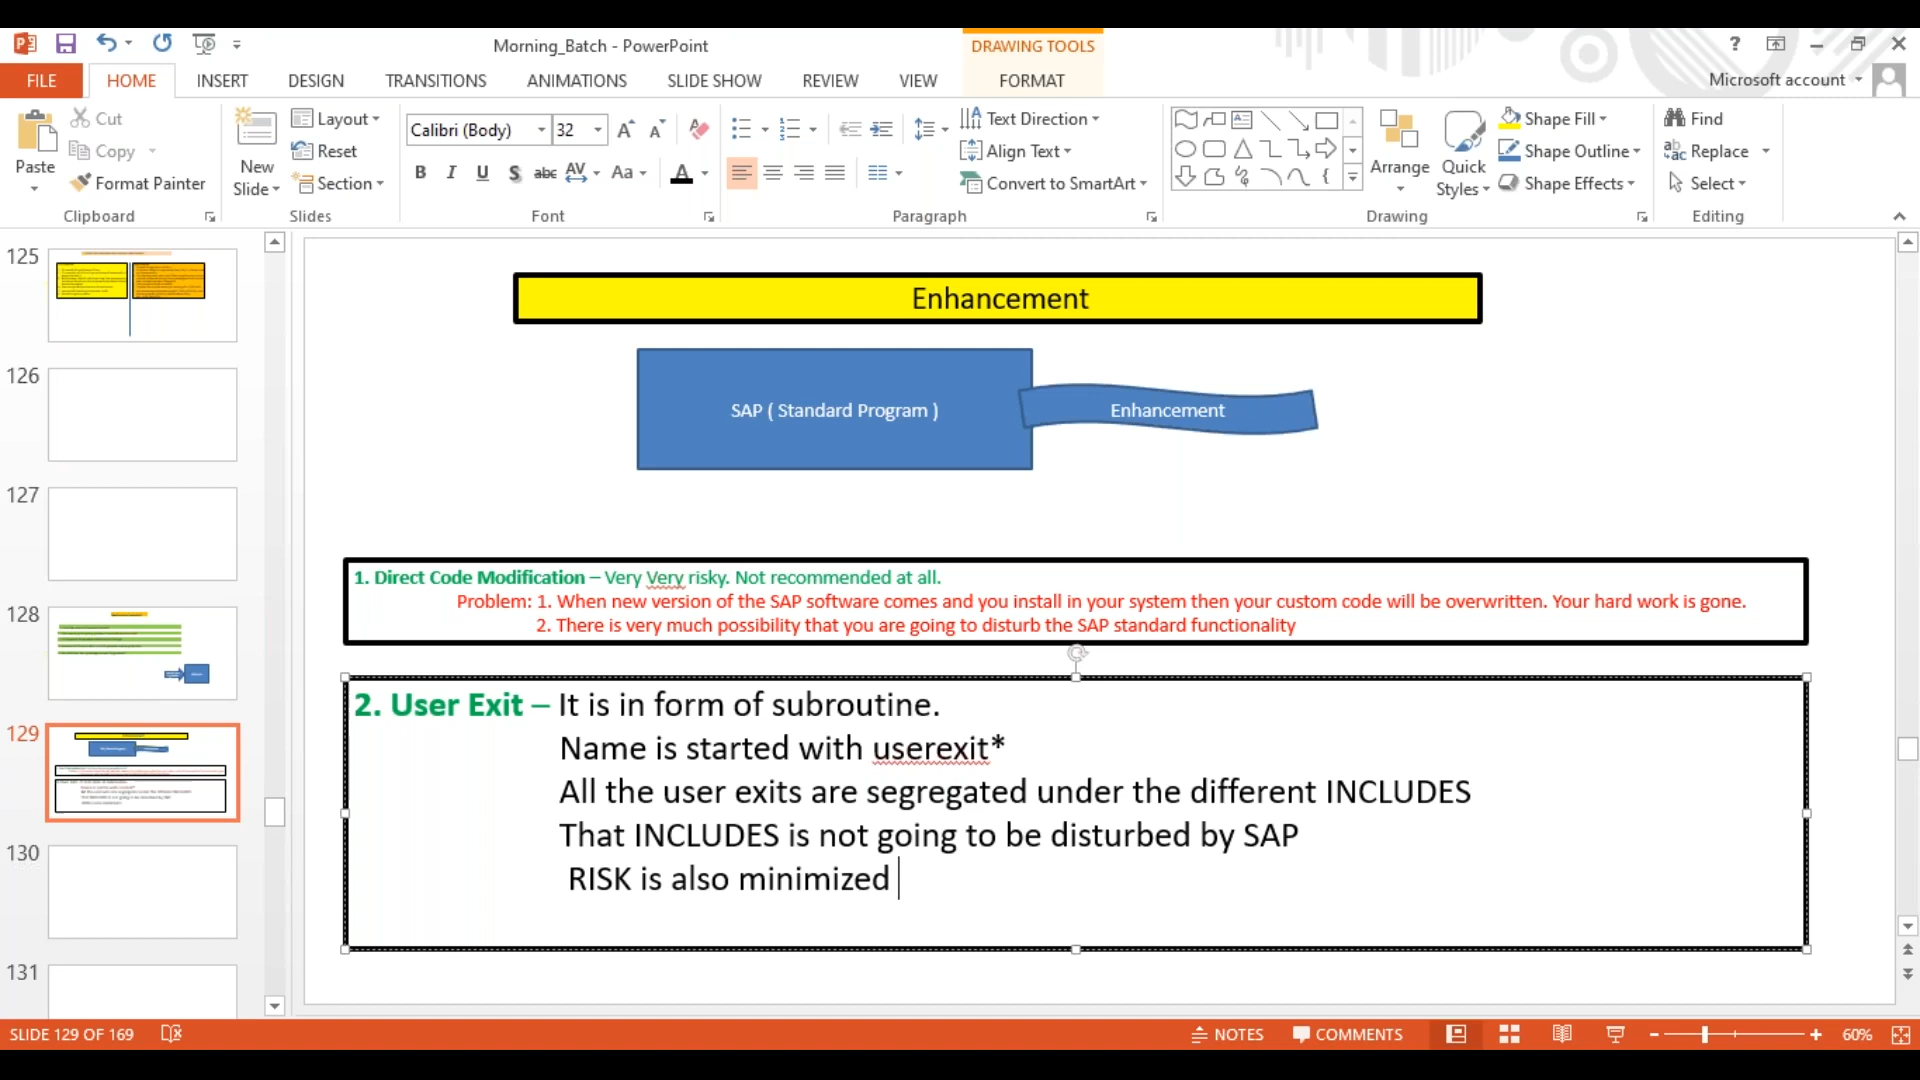 Morning_Batch - PowerPoint
DRAWING TOOLS
?
FILE
HOME
INSERT
DESIGN
TRANSITIONS
ANIMATIONS
SLIDE SHOW
REVIEW
VIEW
FORMAT
Microsoft account
Paste
Cut
Copy
Format Painter
Clipboard
New
Slide
Layout
Reset
Section
Slides
Calibri (Body)
32
B I U S abc AV Aa A
Font
Text Direction
Align Text
Convert to SmartArt
Paragraph
Arrange
Quick
Styles
Shape Fill
Shape Outline
Shape Effects
Drawing
Find
Replace
Select
Editing
125
126
127
128
129
130
131
Enhancement
SAP ( Standard Program )
Enhancement
1. Direct Code Modification – Very Very risky. Not recommended at all.
Problem: 1. When new version of the SAP software comes and you install in your system then your custom code will be overwritten. Your hard work is gone.
2. There is very much possibility that you are going to disturb the SAP standard functionality
2. User Exit – It is in form of subroutine.
Name is started with userexit*
All the user exits are segregated under the different INCLUDES
That INCLUDES is not going to be disturbed by SAP
RISK is also minimized
SLIDE 129 OF 169
NOTES
COMMENTS
60%